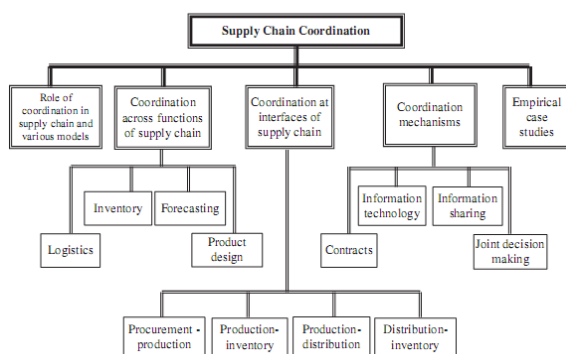 Supply Chain Coordination
Role of
coordination in
supply chain and
various models
Coordination
across functions
of supply chain
Coordination at
interfaces of
supply chain
Coordination
mechanisms
Empirical
case
studies
Inventory
Forecasting
Logistics
Product
design
Information
technology
Information
sharing
Contracts
Joint decision
making
Procurement -
production
Production-
inventory
Production-
distribution
Distribution-
inventory